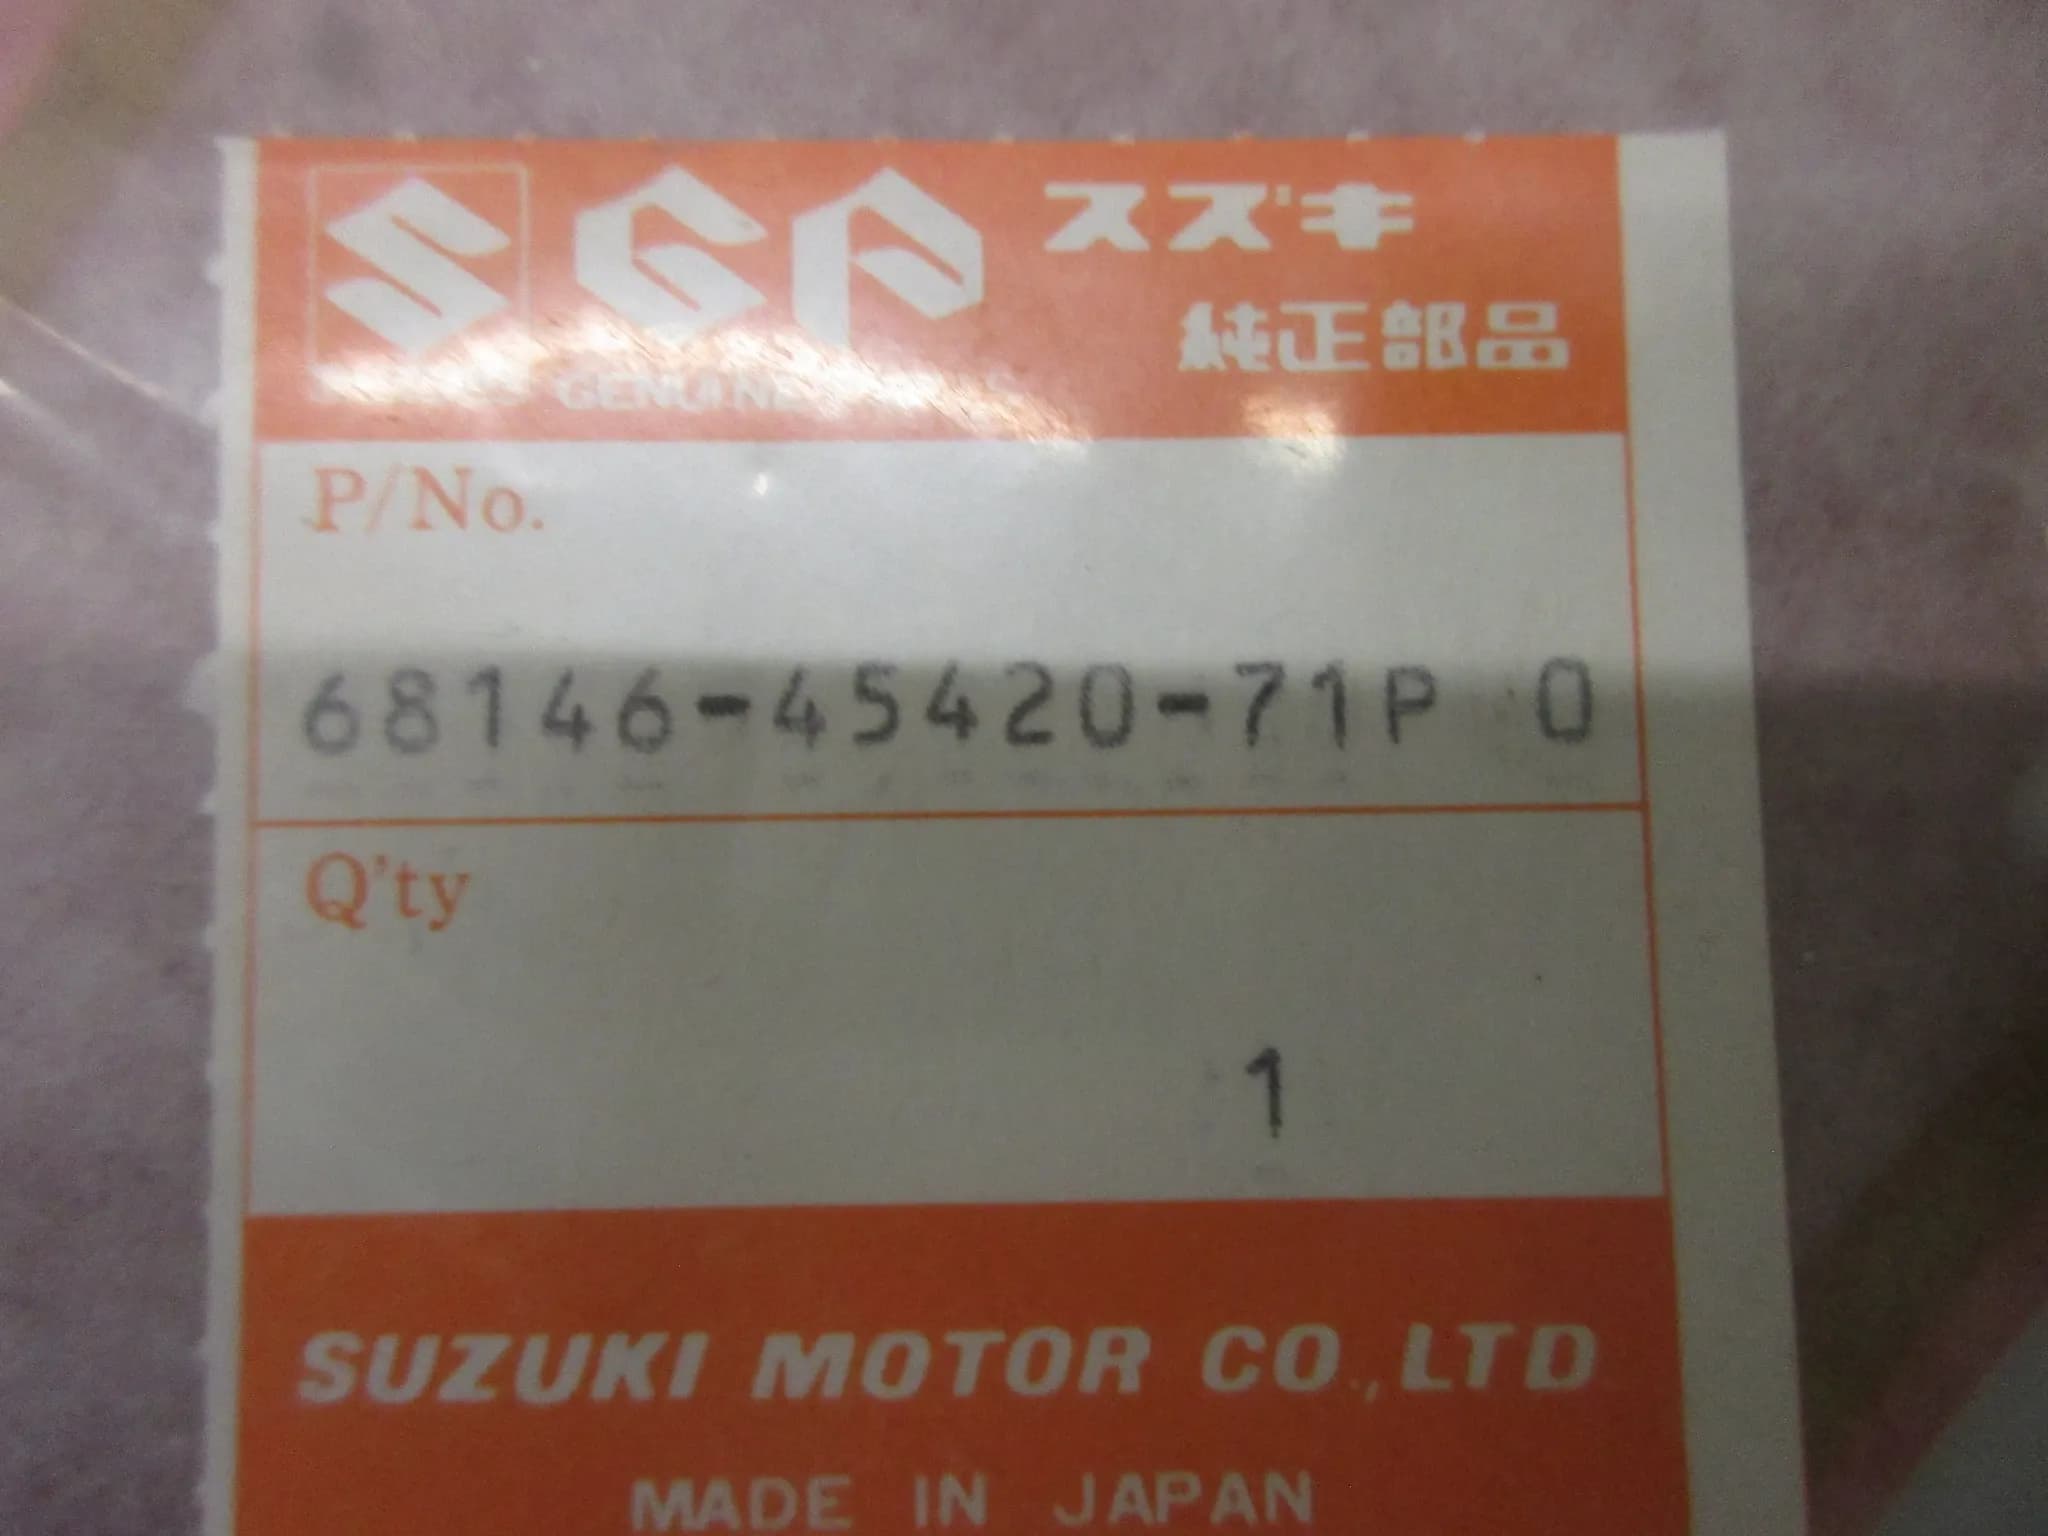 SGP スズキ
純正部品
GENUINE
P/No.
68146-45420-71P 0
Q'ty
1
SUZUKI MOTOR CO.,LTD
MADE IN JAPAN